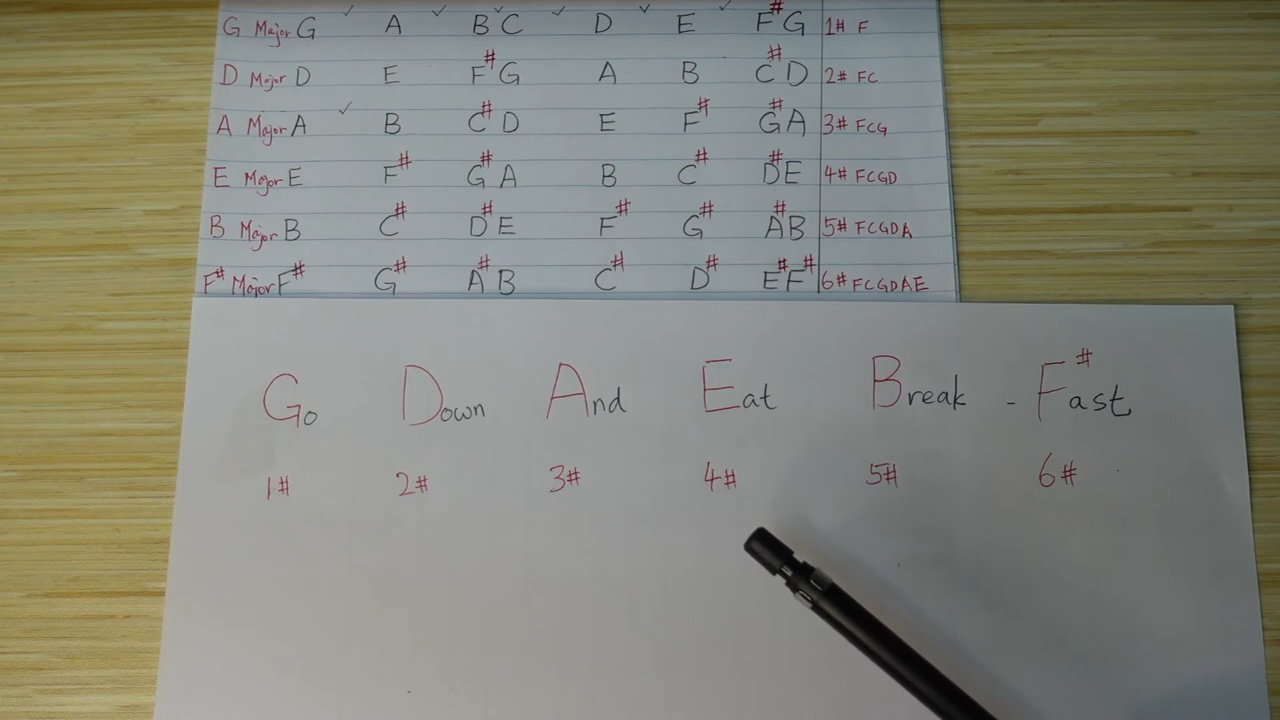 G Major G A B C D E F# G 1# F
D Major D E F# G A B C# D 2# FC
A Major A B C# D E F# G# A 3# FCG
E Major E F# G# A B C# D# E 4# FCGD
B Major B C# D# E F# G# A# B 5# FCGDA
F# Major F# G# A# B C# D# E# F# 6# FCGDAE
Go Down And Eat Break - F#ast
1# 2# 3# 4# 5# 6#